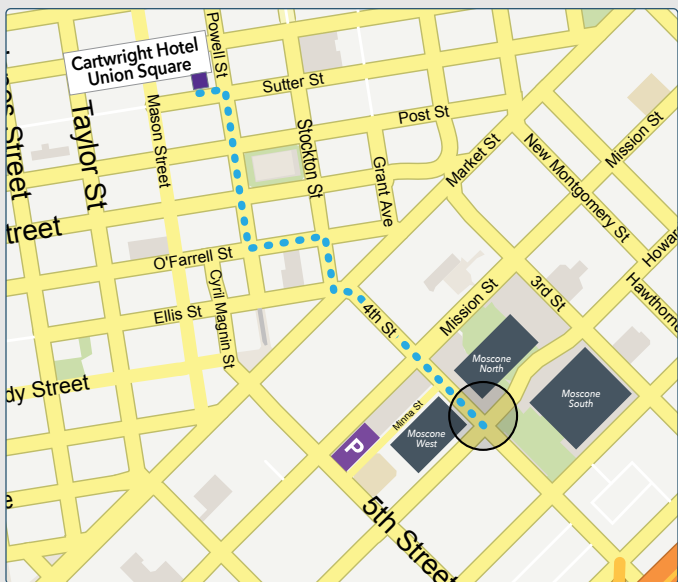 Powell St
Cartwright Hotel
Union Square
Sutter St
Taylor St
Mason Street
Stockton St
Post St
Grant Ave
Market St
New Montgomery St
Mission St
Street
treet
O'Farrell St
Howar
Cyril Magnin St
Ellis St
Mission St
3rd St
Hawthorne
4th St
Moscone
North
dy Street
Moscone
South
Minna St
Moscone
West
P
5th Street